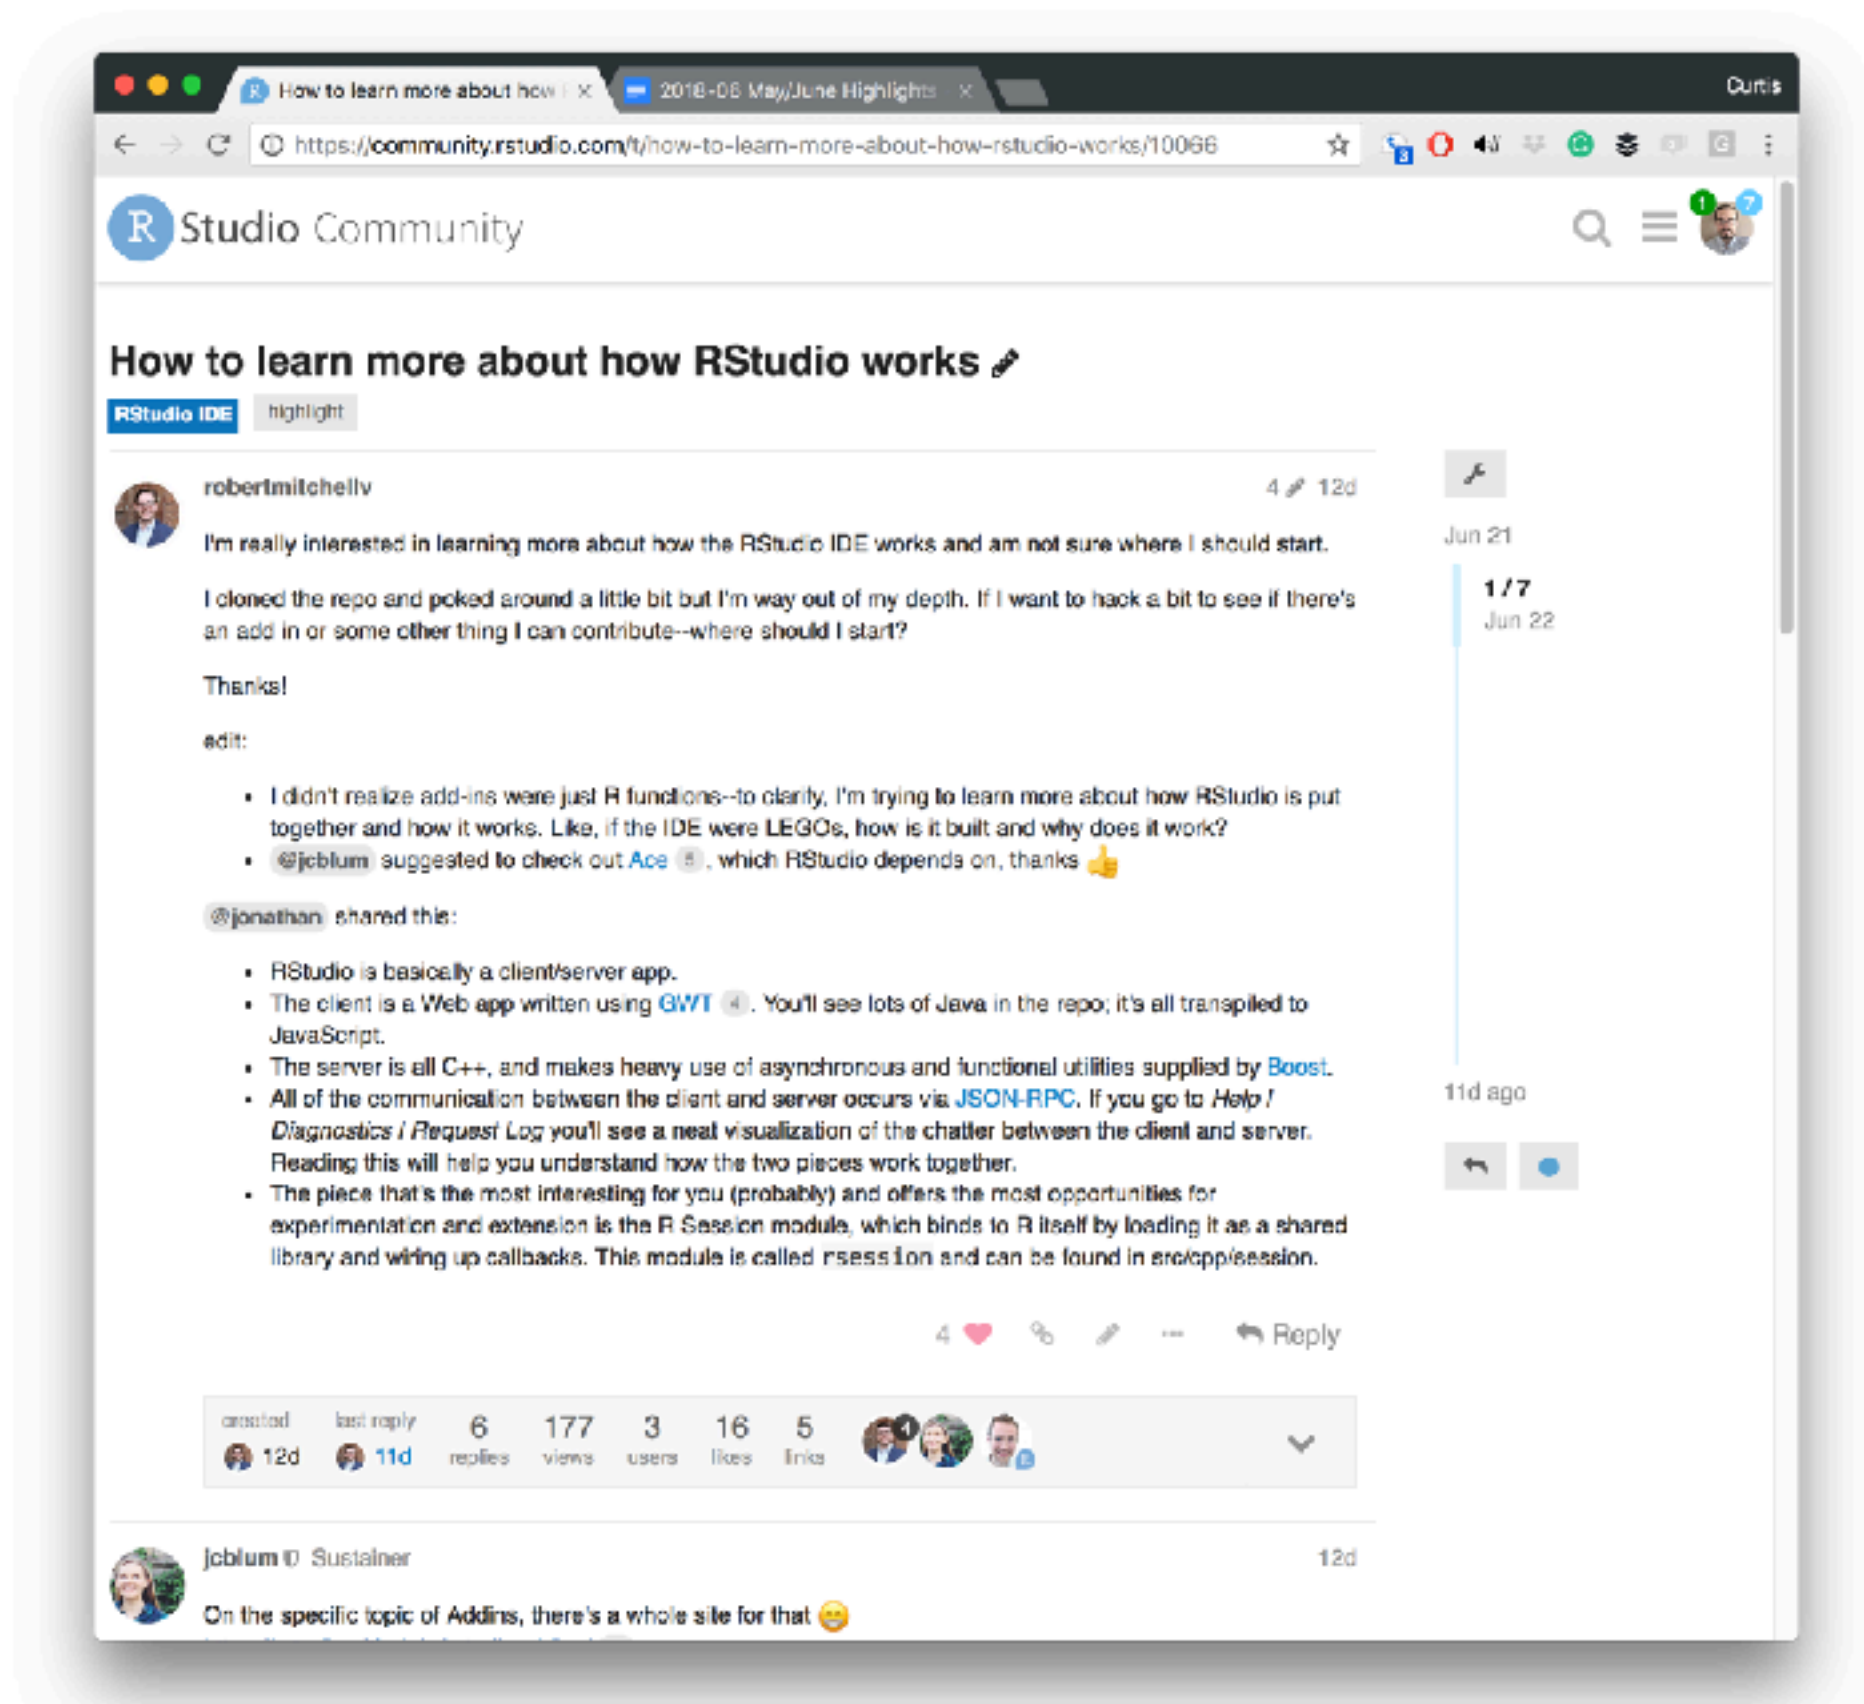 How to learn more about how
2018-06 May/June Highlights
Curtis
https://community.rstudio.com/t/how-to-learn-more-about-how-rstudio-works/10066
3
R Studio Community
1
7
How to learn more about how RStudio works
RStudio IDE highlight
robertmitchellv
4 12d
I'm really interested in learning more about how the RStudio IDE works and am not sure where I should start.
I cloned the repo and poked around a little bit but I'm way out of my depth. If I want to hack a bit to see if there's
an add in or some other thing I can contribute--where should I start?
Thanks!
edit:
• I didn't realize add-ins were just R functions--to clarify, I'm trying to learn more about how RStudio is put
together and how it works. Like, if the IDE were LEGOs, how is it built and why does it work?
• @jcblum suggested to check out Ace 5 , which RStudio depends on, thanks
@jonathan shared this:
• RStudio is basically a client/server app.
• The client is a Web app written using GWT 4 . You'll see lots of Java in the repo; it's all transpiled to
JavaScript.
• The server is all C++, and makes heavy use of asynchronous and functional utilities supplied by Boost.
• All of the communication between the client and server occurs via JSON-RPC. If you go to Help /
Diagnostics / Request Log you'll see a neat visualization of the chatter between the client and server.
Reading this will help you understand how the two pieces work together.
• The piece that's the most interesting for you (probably) and offers the most opportunities for
experimentation and extension is the R Session module, which binds to R itself by loading it as a shared
library and wiring up callbacks. This module is called rsession and can be found in src/cpp/session.
4 Reply
created last reply 6 177 3 16 5 4
12d 11d replies views users likes links
Jun 21
1 / 7
Jun 22
11d ago
jcblum Sustainer
12d
On the specific topic of Addins, there's a whole site for that